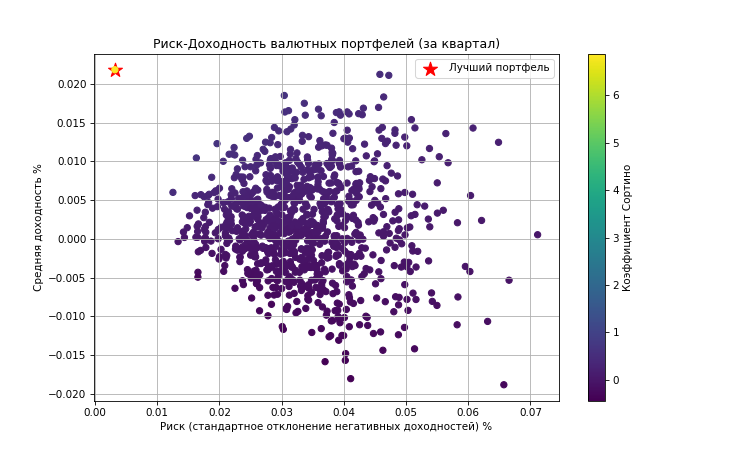 Риск-Доходность валютных портфелей (за квартал)
Лучший портфель
Средняя доходность %
0.020
0.015
0.010
0.005
0.000
−0.005
−0.010
−0.015
−0.020
0.00 0.01 0.02 0.03 0.04 0.05 0.06 0.07
Риск (стандартное отклонение негативных доходностей) %
6
5
4
3
2
1
0
Коэффициент Сортино